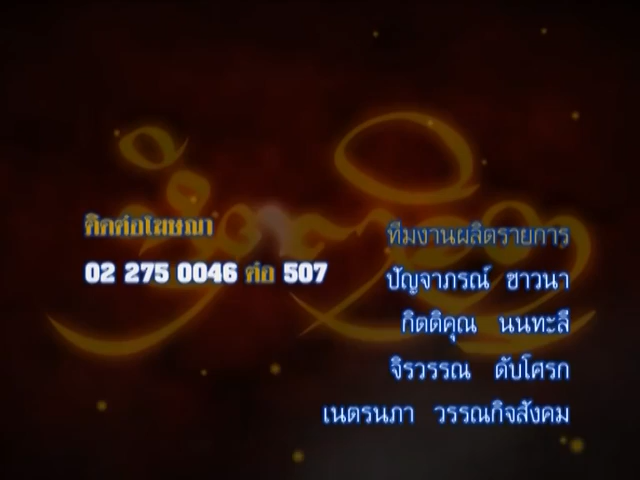 ติดต่อโฆษณา
02 275 0046 ต่อ 507
ทีมงานผลิตรายการ
ปัญจาภรณ์ ชาวนา
กิตติคุณ นนทะลี
จิรวรรณ ดับโศรก
เนตรนภา วรรณกิจสังคม